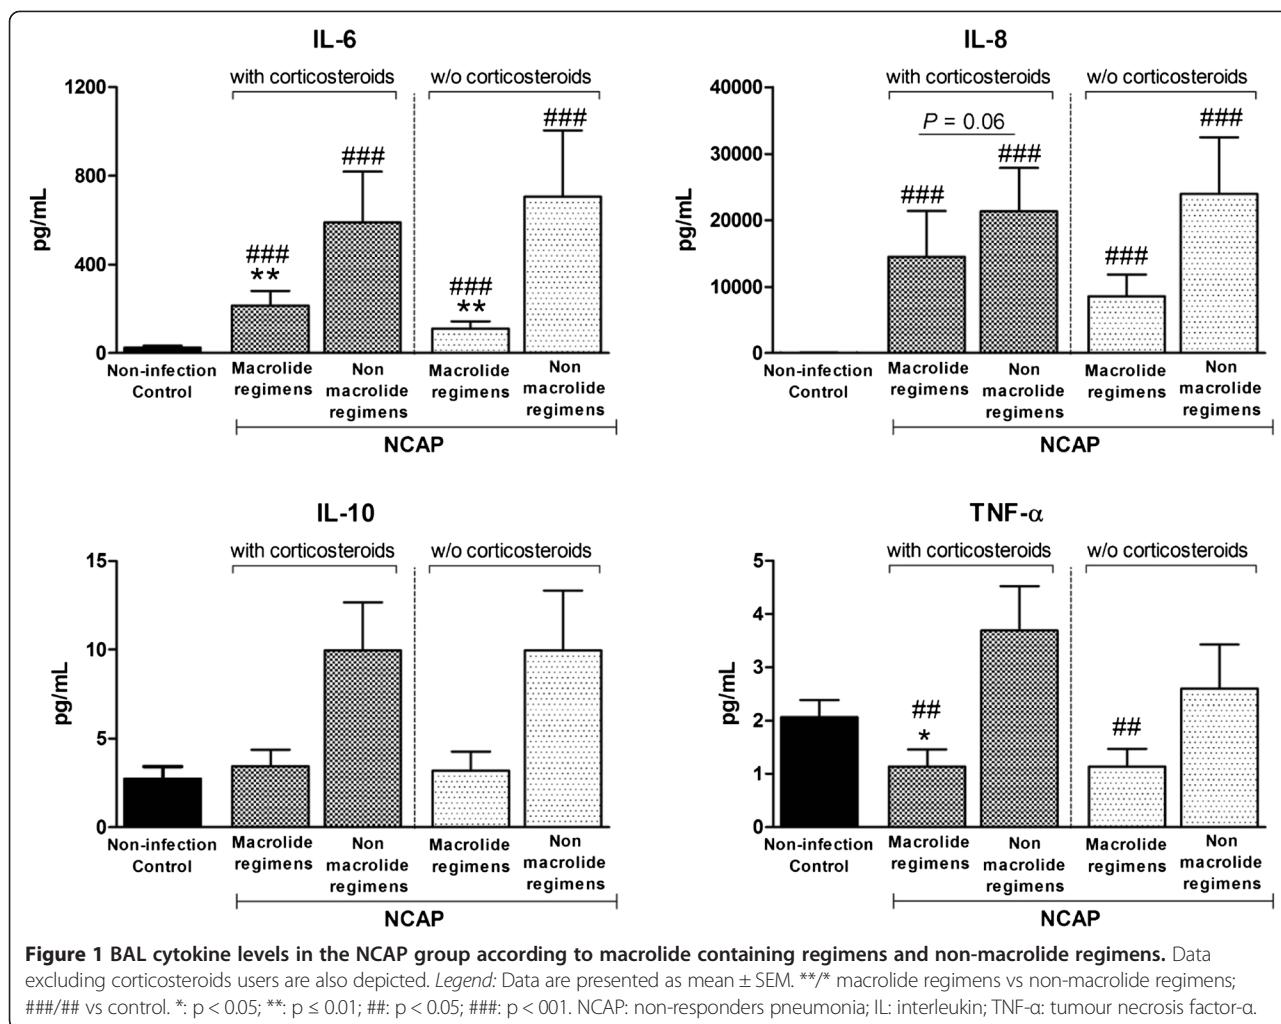 IL-6
with corticosteroids
w/o corticosteroids
1200
800
400
0
pg/mL
###
**
###
###
**
###
Non-infection
Control
Macrolide
regimens
Non
macrolide
regimens
Macrolide
regimens
Non
macrolide
regimens
NCAP
IL-8
with corticosteroids
w/o corticosteroids
40000
30000
20000
10000
0
pg/mL
P = 0.06
###
###
###
###
Non-infection
Control
Macrolide
regimens
Non
macrolide
regimens
Macrolide
regimens
Non
macrolide
regimens
NCAP
IL-10
with corticosteroids
w/o corticosteroids
15
10
5
0
pg/mL
Non-infection
Control
Macrolide
regimens
Non
macrolide
regimens
Macrolide
regimens
Non
macrolide
regimens
NCAP
TNF-α
with corticosteroids
w/o corticosteroids
5
4
3
2
1
0
pg/mL
##
*
##
Non-infection
Control
Macrolide
regimens
Non
macrolide
regimens
Macrolide
regimens
Non
macrolide
regimens
NCAP
Figure 1 BAL cytokine levels in the NCAP group according to macrolide containing regimens and non-macrolide regimens. Data
excluding corticosteroids users are also depicted. Legend: Data are presented as mean ± SEM. **/* macrolide regimens vs non-macrolide regimens;
###/## vs control. *: p < 0.05; **: p ≤ 0.01; ##: p < 0.05; ###: p < 001. NCAP: non-responders pneumonia; IL: interleukin; TNF-α: tumour necrosis factor-α.